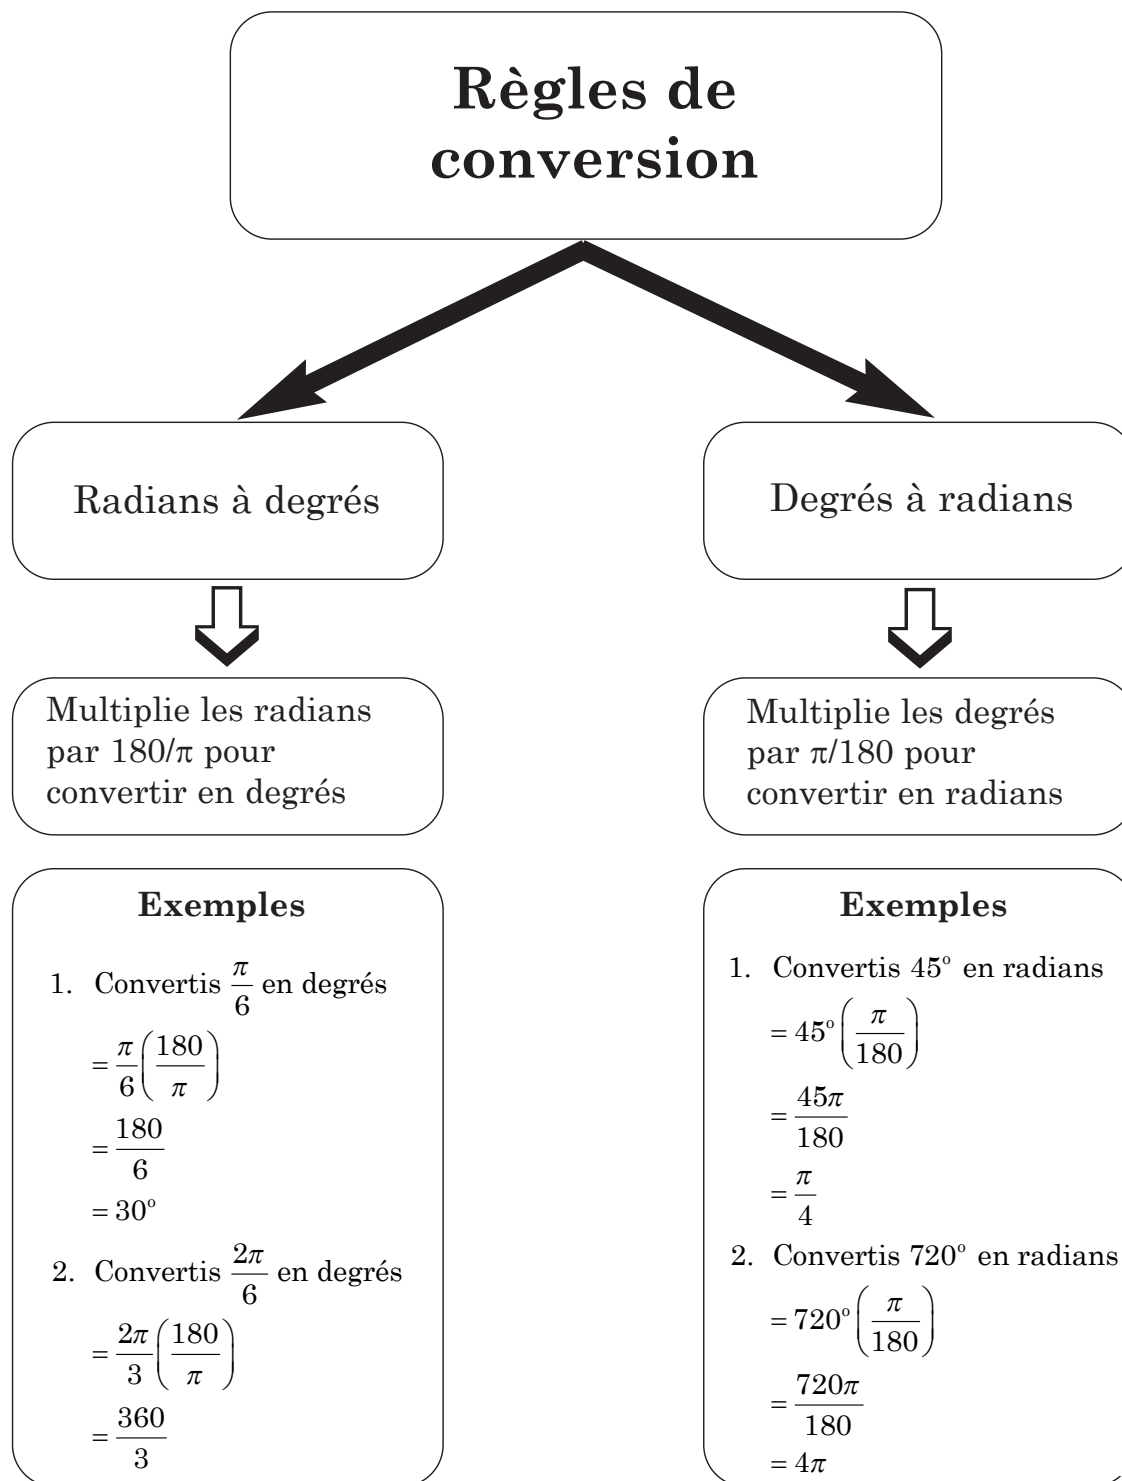 Règles de
conversion
Radians à degrés
Multiplie les radians
par 180/π pour
convertir en degrés
Exemples
1. Convertis π/6 en degrés
= π/6 (180/π)
= 180/6
= 30°
2. Convertis 2π/6 en degrés
= 2π/3 (180/π)
= 360/3
Degrés à radians
Multiplie les degrés
par π/180 pour
convertir en radians
Exemples
1. Convertis 45° en radians
= 45° (π/180)
= 45π/180
= π/4
2. Convertis 720° en radians
= 720° (π/180)
= 720π/180
= 4π